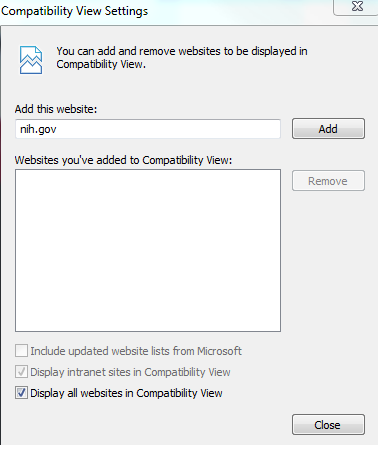 Compatibility View Settings
You can add and remove websites to be displayed in
Compatibility View.
Add this website:
nih.gov
Add
Websites you've added to Compatibility View:
Remove
Include updated website lists from Microsoft
Display intranet sites in Compatibility View
Display all websites in Compatibility View
Close